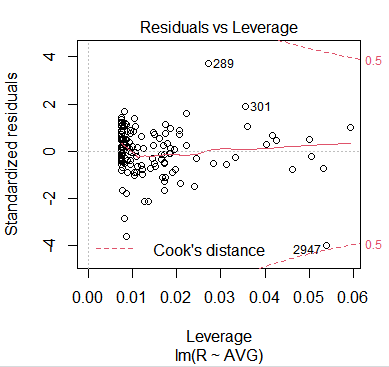 Residuals vs Leverage
Standardized residuals
4
2
0
-2
-4
289
301
2947
0.5
0.5
Cook's distance
0.00 0.01 0.02 0.03 0.04 0.05 0.06
Leverage
lm(R ~ AVG)